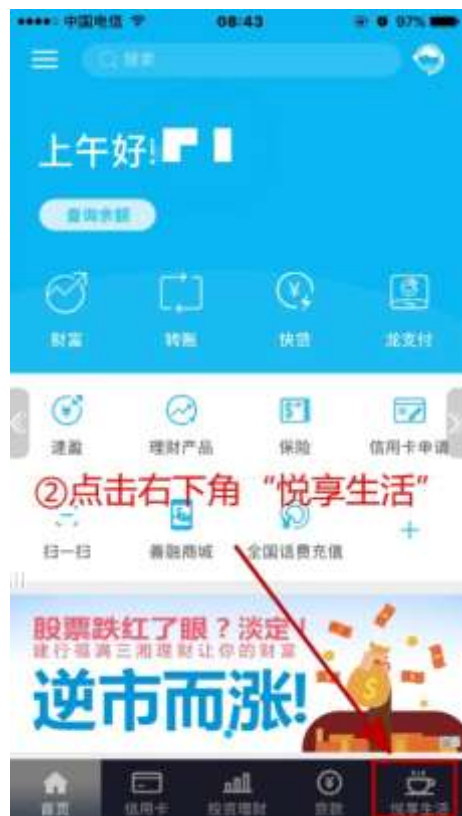 中国电信 08:43 97%
搜索
上午好!
查询余额
财富 转账 快贷 龙支付
速盈 理财产品 保险 信用卡申请
②点击右下角“悦享生活”
扫一扫 善融商城 全国话费充值
股票跌红了眼？淡定！
建行福满三湘理财让你的财富
逆市而涨!
首页 信用卡 投资理财 贷款 悦享生活